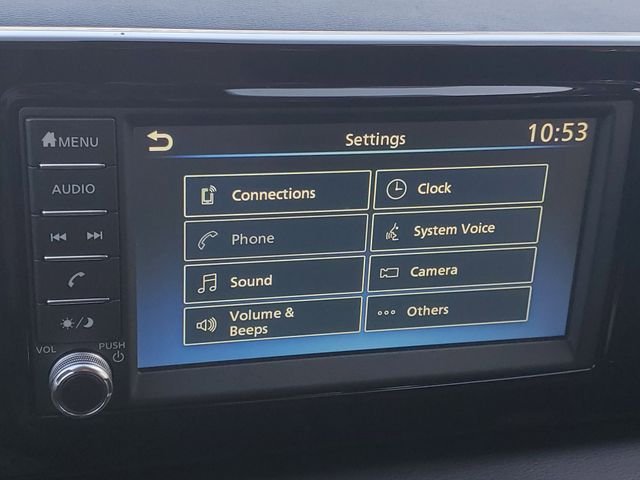 MENU
AUDIO
VOL
PUSH
Settings
10:53
Connections
Clock
Phone
System Voice
Sound
Camera
Volume &
Beeps
Others